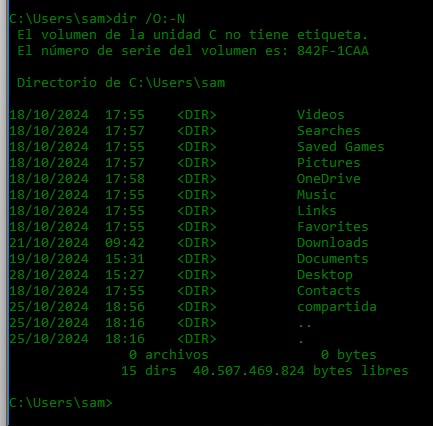 C:\Users\sam>dir /O:-N
 El volumen de la unidad C no tiene etiqueta.
 El número de serie del volumen es: 842F-1CAA

 Directorio de C:\Users\sam

18/10/2024  17:55    <DIR>          Videos
18/10/2024  17:57    <DIR>          Searches
18/10/2024  17:55    <DIR>          Saved Games
18/10/2024  17:57    <DIR>          Pictures
18/10/2024  17:58    <DIR>          OneDrive
18/10/2024  17:55    <DIR>          Music
18/10/2024  17:55    <DIR>          Links
18/10/2024  17:55    <DIR>          Favorites
21/10/2024  09:42    <DIR>          Downloads
19/10/2024  15:31    <DIR>          Documents
28/10/2024  15:27    <DIR>          Desktop
18/10/2024  17:55    <DIR>          Contacts
25/10/2024  18:56    <DIR>          compartida
25/10/2024  18:16    <DIR>          ..
25/10/2024  18:16    <DIR>          .
               0 archivos              0 bytes
              15 dirs  40.507.469.824 bytes libres

C:\Users\sam>